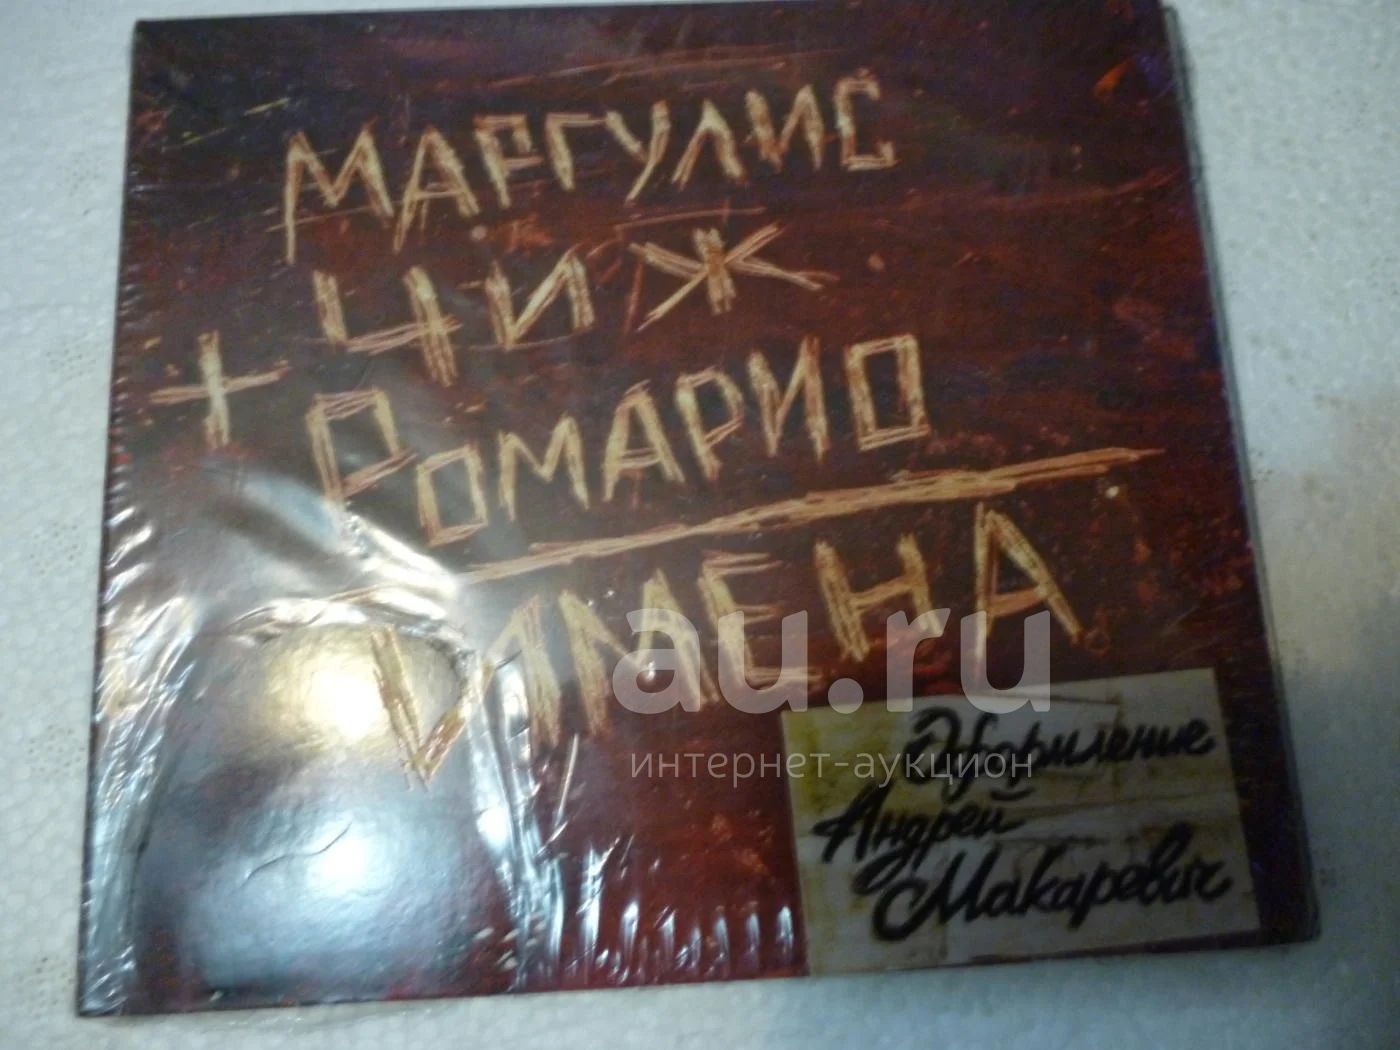 МАРГУЛИС
ЧИЖ
+ РОМАРИО
ИМЕНА
au.ru
интернет-аукцион
Оформление
Андрей
Макаревич